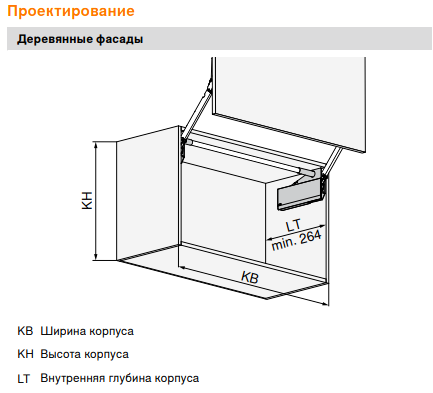 Проектирование
Деревянные фасады
KH
LT
min. 264
KB
KB Ширина корпуса
KH Высота корпуса
LT Внутренняя глубина корпуса